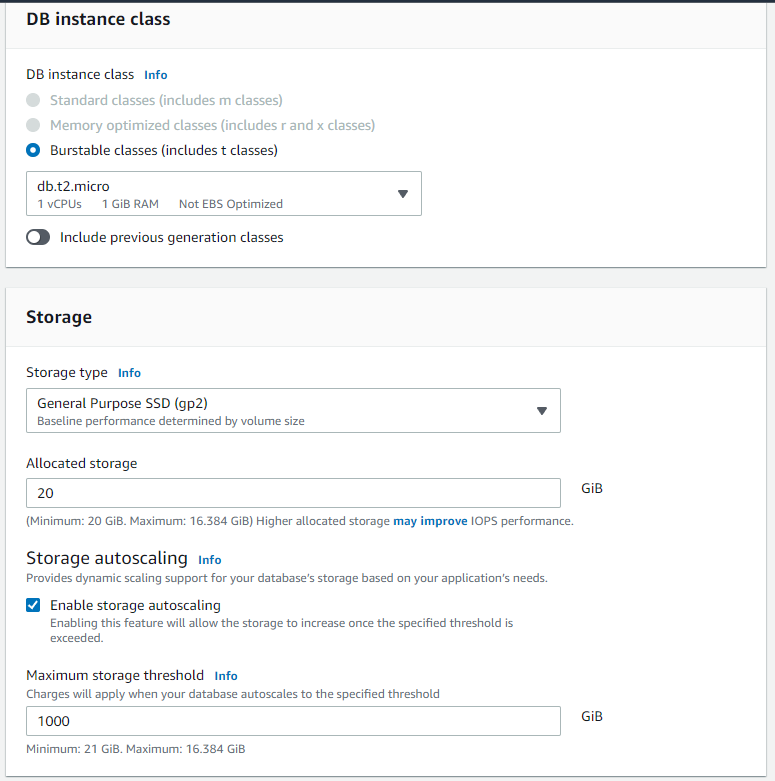 DB instance class
DB instance class Info
Standard classes (includes m classes)
Memory optimized classes (includes r and x classes)
Burstable classes (includes t classes)
db.t2.micro
1 vCPUs 1 GiB RAM Not EBS Optimized
Include previous generation classes
Storage
Storage type Info
General Purpose SSD (gp2)
Baseline performance determined by volume size
Allocated storage
20
GiB
(Minimum: 20 GiB. Maximum: 16.384 GiB) Higher allocated storage may improve IOPS performance.
Storage autoscaling Info
Provides dynamic scaling support for your database's storage based on your application's needs.
Enable storage autoscaling
Enabling this feature will allow the storage to increase once the specified threshold is
exceeded.
Maximum storage threshold Info
Charges will apply when your database autoscales to the specified threshold
1000
GiB
Minimum: 21 GiB. Maximum: 16.384 GiB